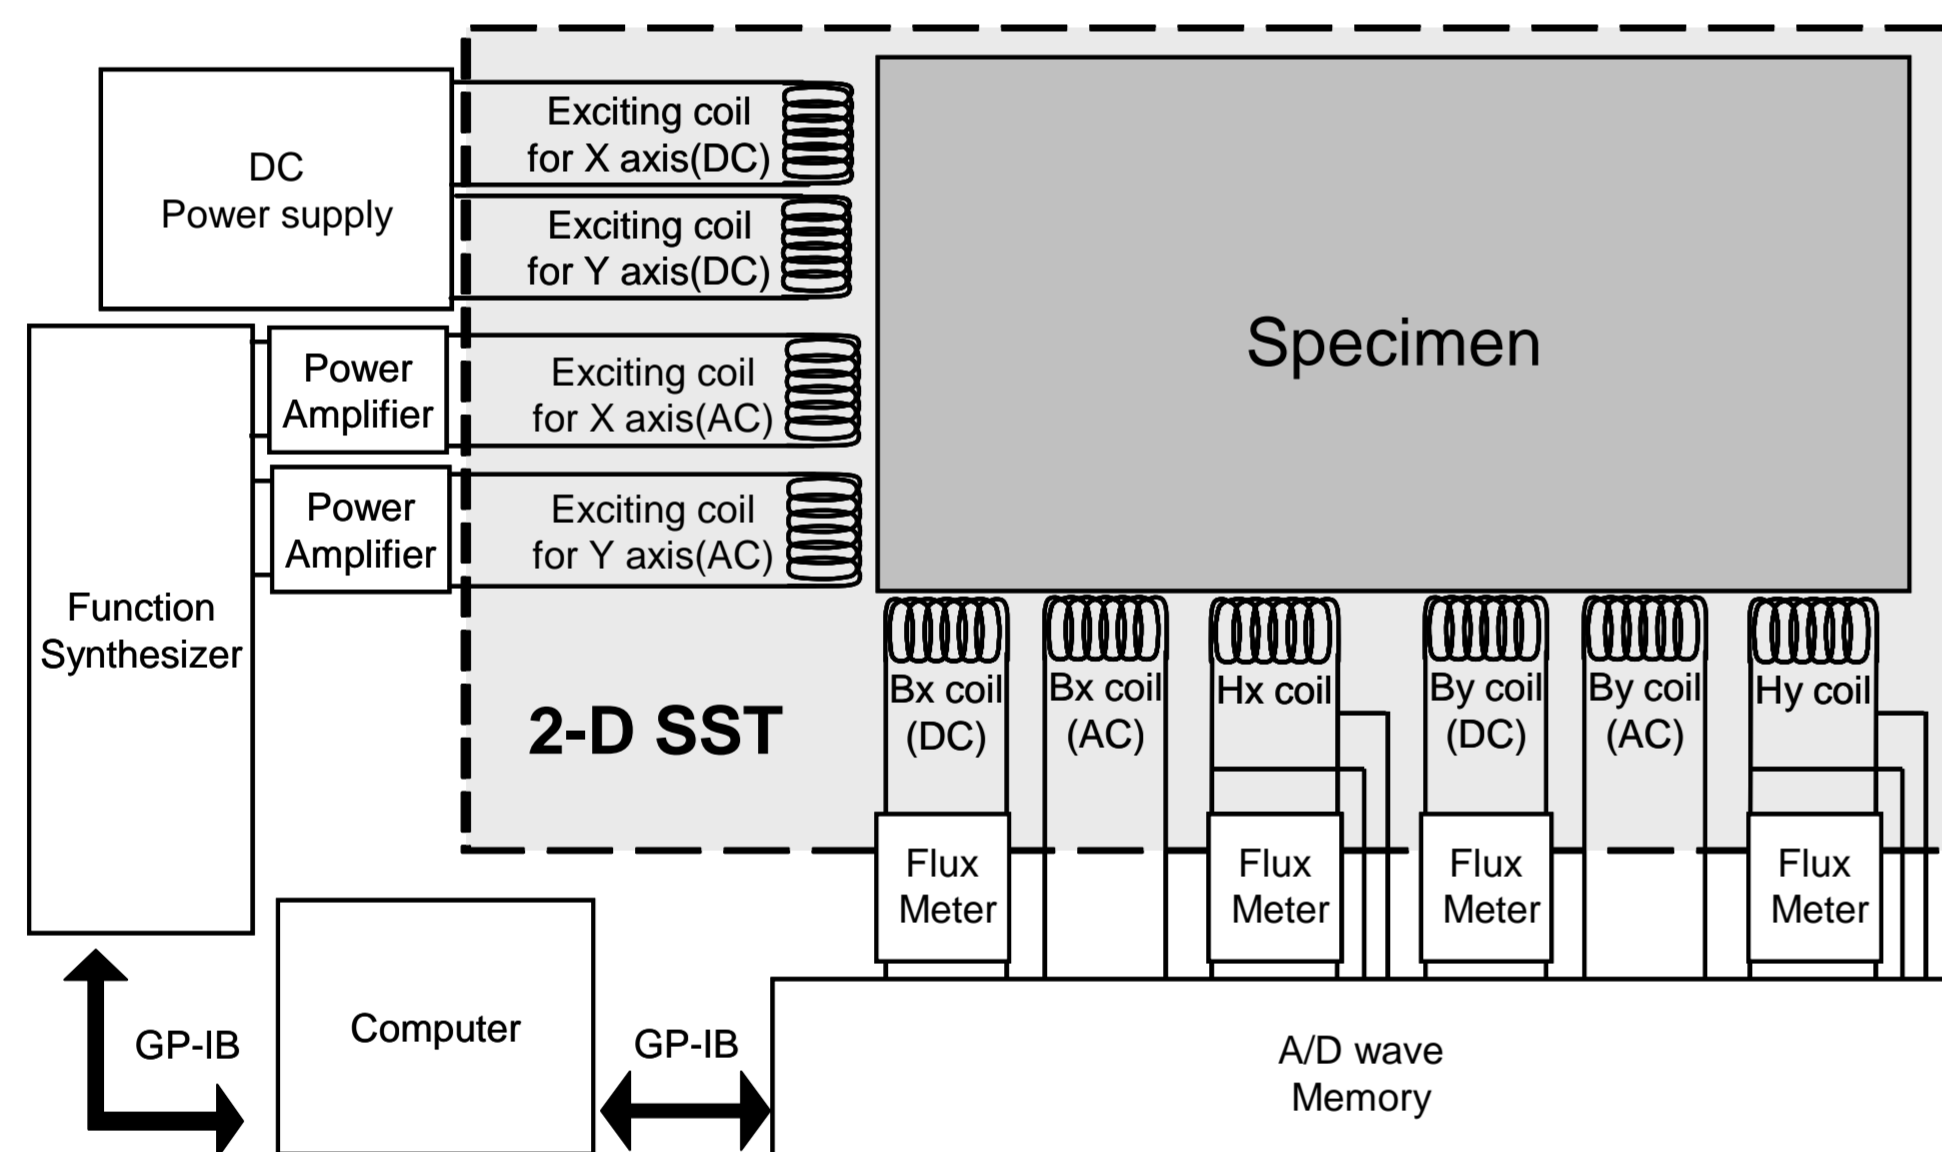 DC
Power supply
Exciting coil
for X axis(DC)
Exciting coil
for Y axis(DC)
Specimen
Power
Amplifier
Exciting coil
for X axis(AC)
Power
Amplifier
Exciting coil
for Y axis(AC)
Function
Synthesizer
2-D SST
Bx coil
(DC)
Bx coil
(AC)
Hx coil
By coil
(DC)
By coil
(AC)
Hy coil
Flux
Meter
Flux
Meter
Flux
Meter
Flux
Meter
GP-IB
Computer
GP-IB
A/D wave
Memory